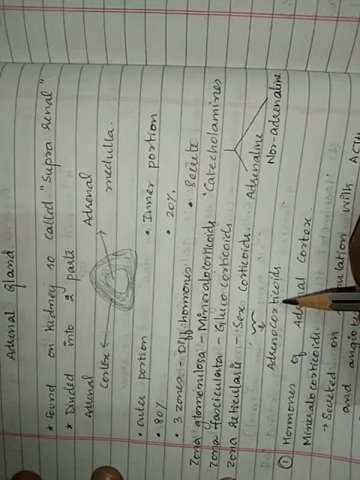 Adrenal Gland
* Found on kidney so called "Supra Renal"
* Divided into 2 parts
Adrenal Cortex
Adrenal medulla.
• outer portion • Inner portion
• 80% • 20%
• 3 zones - Diff hormones • Secrete
Zona glomerulosa - Mineralocorticoids 'Catecholamines
Zona fasciculata - Glucocorticoids
Zona Reticularis - Sex corticoids. Adrenaline Nor-adrenaline
Adrenocorticoids
① Hormones of Adrenal Cortex
Mineralocorticoids.
→ Secreted on with ACTH
and